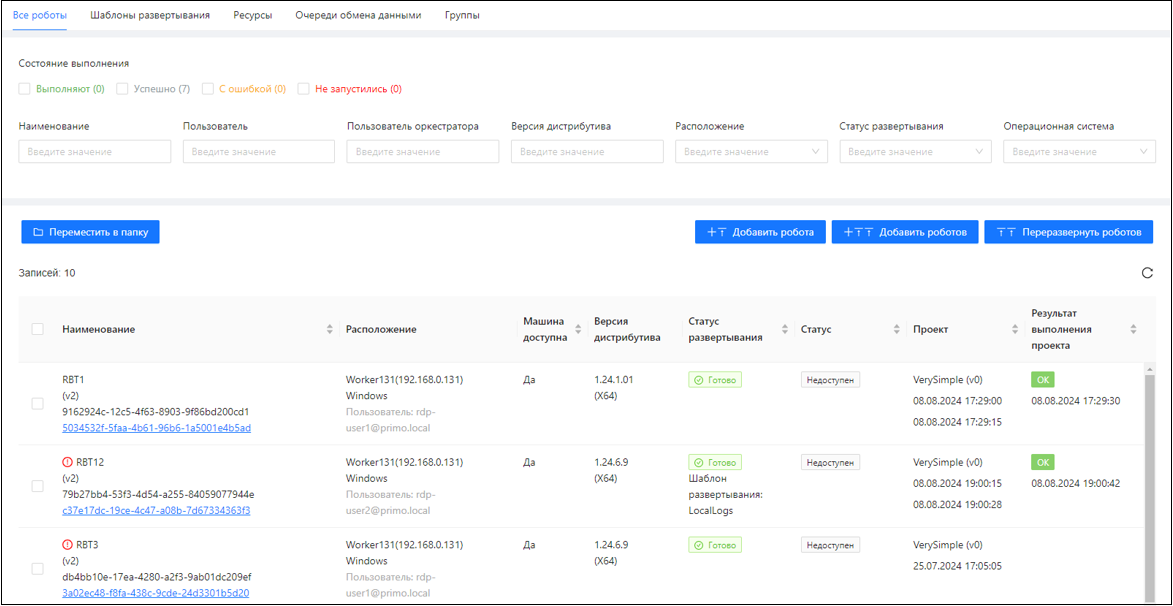 Все роботы Шаблоны развертывания Ресурсы Очереди обмена данными Группы
Состояние выполнения
Выполняют (0) Успешно (7) С ошибкой (0) Не запустились (0)
Наименование Пользователь Пользователь оркестратора Версия дистрибутива Расположение Статус развертывания Операционная система
Введите значение Введите значение Введите значение Введите значение Введите значение Введите значение Введите значение
Переместить в папку Добавить робота Добавить роботов Переразвернуть роботов
Записей: 10
Наименование Расположение Машина доступна Версия дистрибутива Статус развертывания Статус Проект Результат выполнения проекта
RBT1 Worker131(192.168.0.131) Да 1.24.1.01 Готово Недоступен VerySimple (v0) ОК
(v2) Windows (X64) 08.08.2024 17:29:00 08.08.2024 17:29:30
9162924c-12c5-4f63-8903-9f86bd200cd1 Пользователь: rdp-
5034532f-5faa-4b61-96b6-1a5001e4b5ad user1@primo.local 08.08.2024 17:29:15
RBT12 Worker131(192.168.0.131) Да 1.24.6.9 Готово Недоступен VerySimple (v0) ОК
(v2) Windows (X64) Шаблон 08.08.2024 19:00:15 08.08.2024 19:00:42
79b27bb4-53f3-4d54-a255-84059077944e Пользователь: rdp- развертывания:
c37e17dc-19ce-4c47-a08b-7d67334363f3 user2@primo.local LocalLogs 08.08.2024 19:00:28
RBT3 Worker131(192.168.0.131) Да 1.24.6.9 Готово Недоступен VerySimple (v0)
(v2) Windows (X64) 25.07.2024 17:05:05
db4bb10e-17ea-4280-a2f3-9ab01dc209ef Пользователь: rdp-
3a02ec48-f8fa-438c-9cde-24d3301b5d20 user1@primo.local